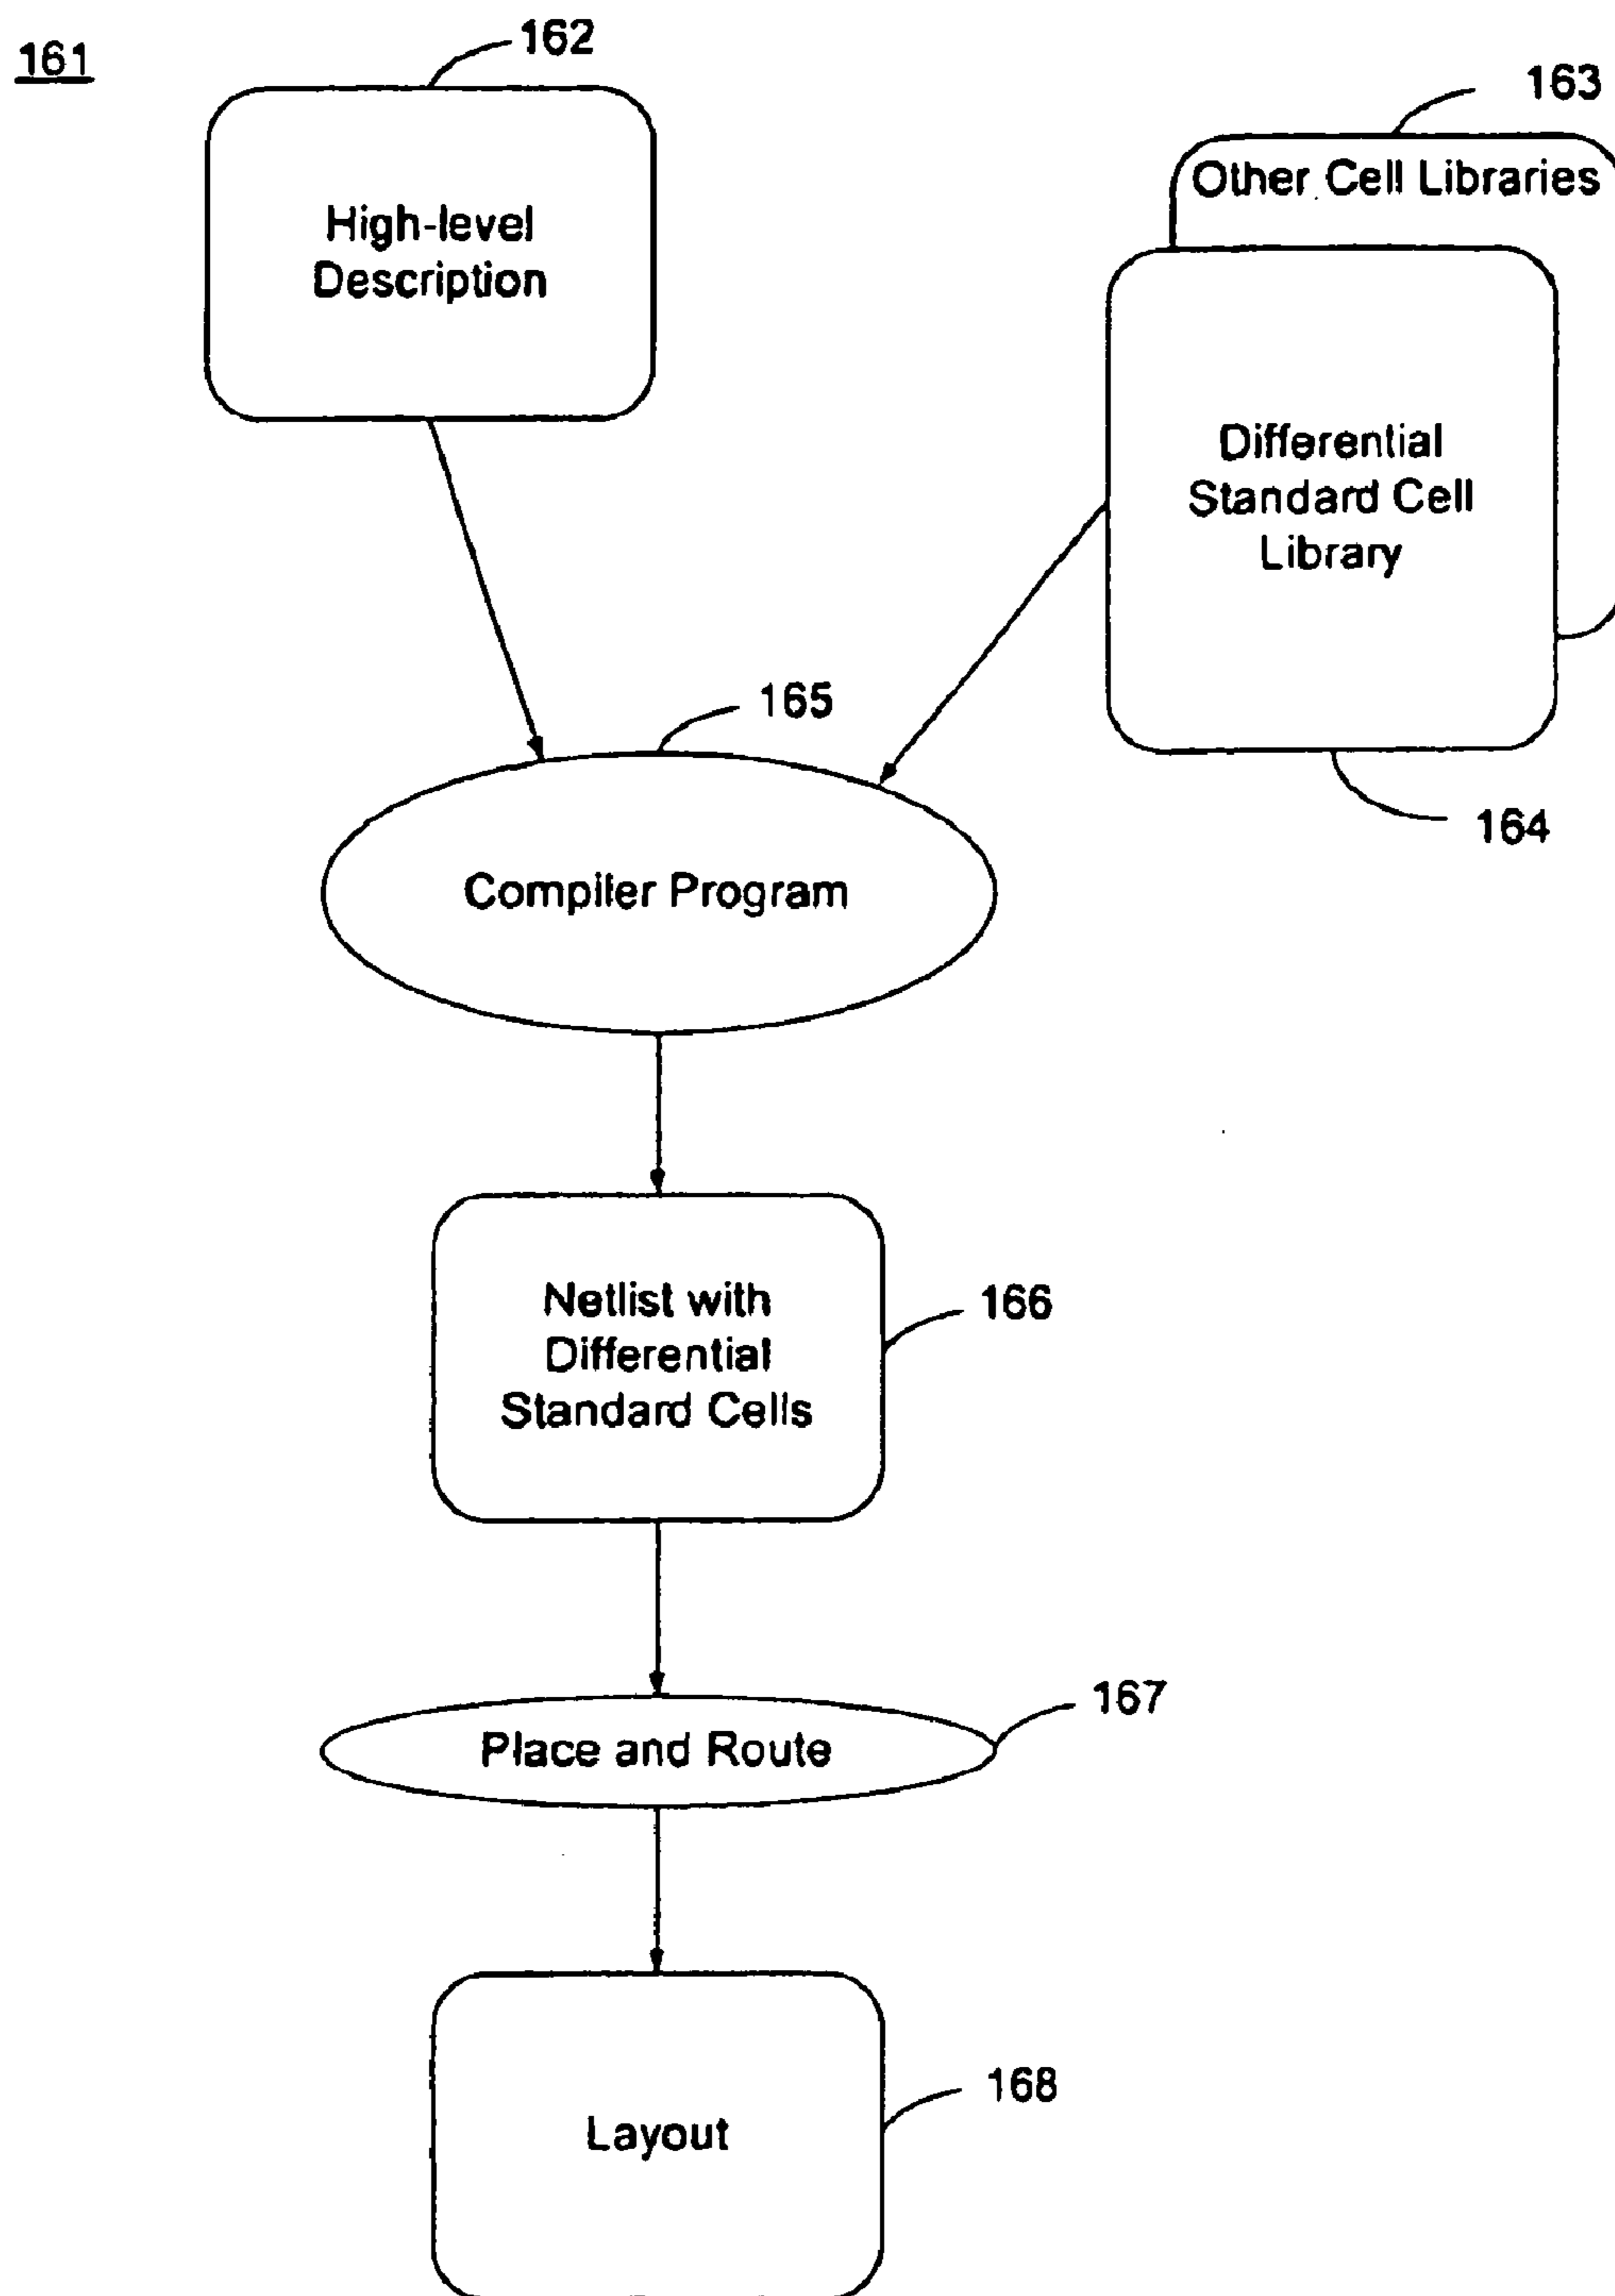 161
162
163
Other Cell Libraries
High-level
Description
Differential
Standard Cell
Library
165
164
Compiler Program
Netlist with
Differential
Standard Cells
166
167
Place and Route
168
Layout